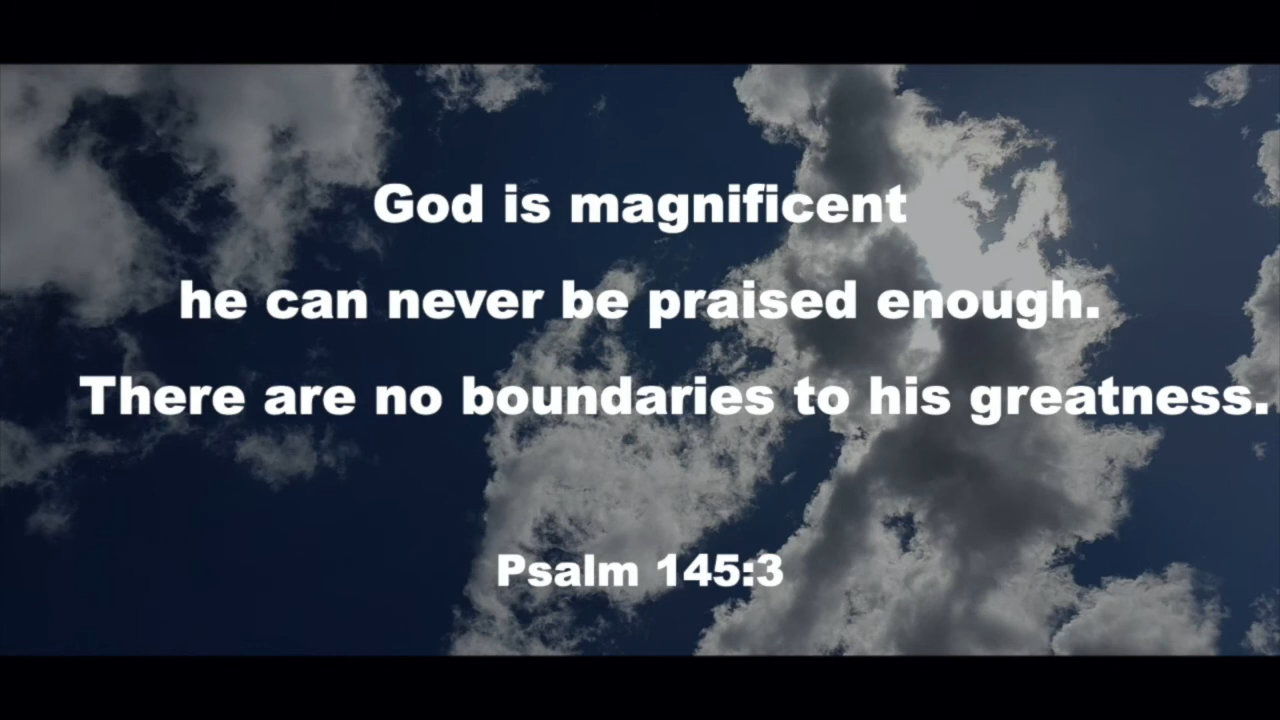 God is magnificent
he can never be praised enough.
There are no boundaries to his greatness.
Psalm 145:3